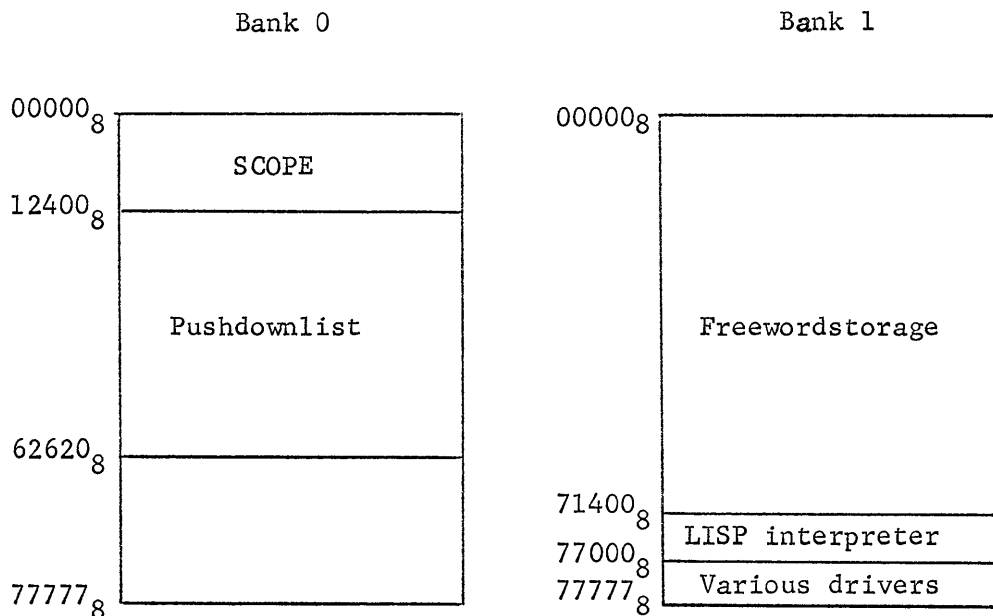 Bank 0
Bank 1
00000₈
SCOPE
12400₈
Pushdownlist
62620₈
77777₈
00000₈
Freewordstorage
71400₈
LISP interpreter
77000₈
Various drivers
77777₈